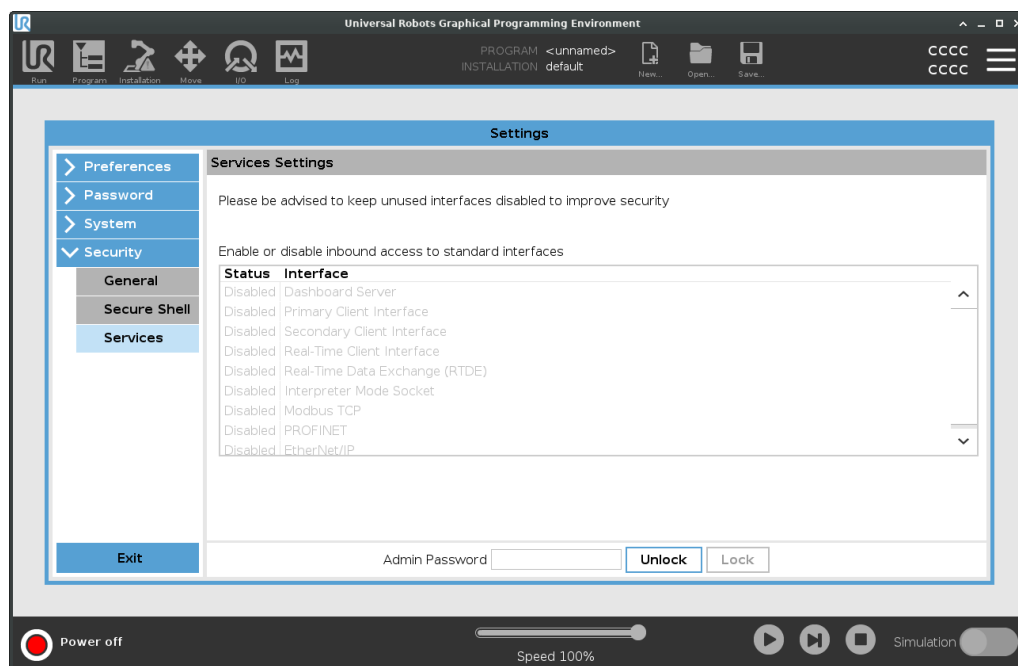 UR
Universal Robots Graphical Programming Environment
UR
Run
Program
Installation
Move
I/O
Log
PROGRAM <unnamed>
INSTALLATION default
New...
Open...
Save...
CCCC
CCCC
Settings
Preferences
Password
System
Security
General
Secure Shell
Services
Exit
Services Settings
Please be advised to keep unused interfaces disabled to improve security
Enable or disable inbound access to standard interfaces
Status Interface
Disabled Dashboard Server
Disabled Primary Client Interface
Disabled Secondary Client Interface
Disabled Real-Time Client Interface
Disabled Real-Time Data Exchange (RTDE)
Disabled Interpreter Mode Socket
Disabled Modbus TCP
Disabled PROFINET
Disabled EtherNet/IP
Admin Password
Unlock
Lock
Power off
Speed 100%
Simulation